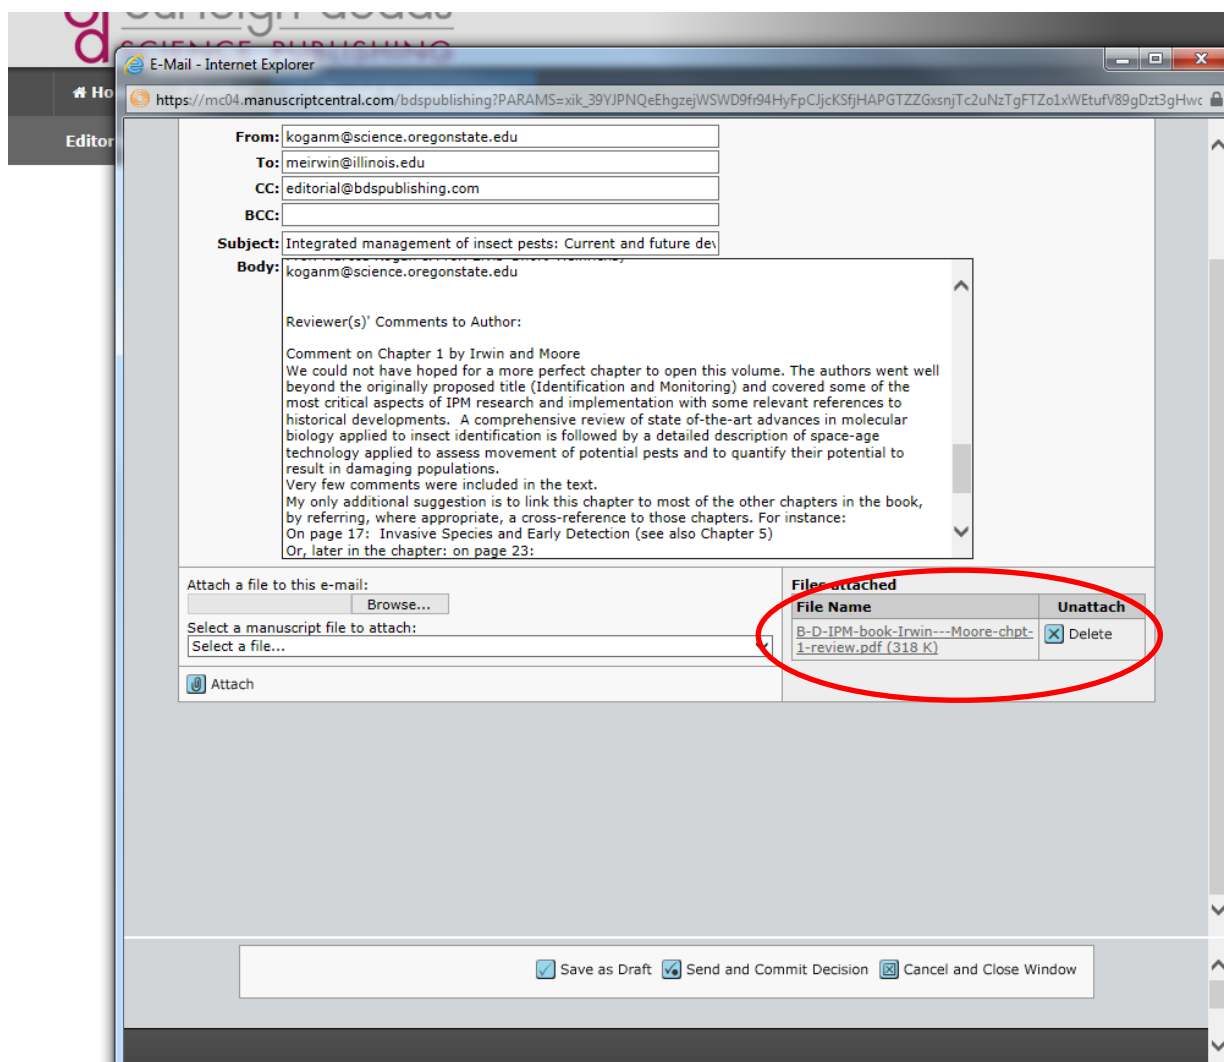 SCIENCE PUBLISHING
E-Mail - Internet Explorer
Ho
https://mc04.manuscriptcentral.com/bdspublishing?PARAMS=xik_39YJPNQeEhgzejWSWD9fr94HyFpCJjcKSfjHAPGTZZGxsnjTc2uNzTgFTZo1xWEtufV89gDzt3gHwc
Editor
From: koganm@science.oregonstate.edu
To: meirwin@illinois.edu
CC: editorial@bdspublishing.com
BCC:
Subject: Integrated management of insect pests: Current and future dev
Body:
koganm@science.oregonstate.edu
Reviewer(s)' Comments to Author:
Comment on Chapter 1 by Irwin and Moore
We could not have hoped for a more perfect chapter to open this volume. The authors went well
beyond the originally proposed title (Identification and Monitoring) and covered some of the
most critical aspects of IPM research and implementation with some relevant references to
historical developments. A comprehensive review of state of-the-art advances in molecular
biology applied to insect identification is followed by a detailed description of space-age
technology applied to assess movement of potential pests and to quantify their potential to
result in damaging populations.
Very few comments were included in the text.
My only additional suggestion is to link this chapter to most of the other chapters in the book,
by referring, where appropriate, a cross-reference to those chapters. For instance:
On page 17: Invasive Species and Early Detection (see also Chapter 5)
Or, later in the chapter: on page 23:
Attach a file to this e-mail:
Browse...
Select a manuscript file to attach:
Select a file...
Attach
Files attached
File Name Unattach
B-D-IPM-book-Irwin---Moore-chpt-
1-review.pdf (318 K)
Delete
Save as Draft Send and Commit Decision Cancel and Close Window